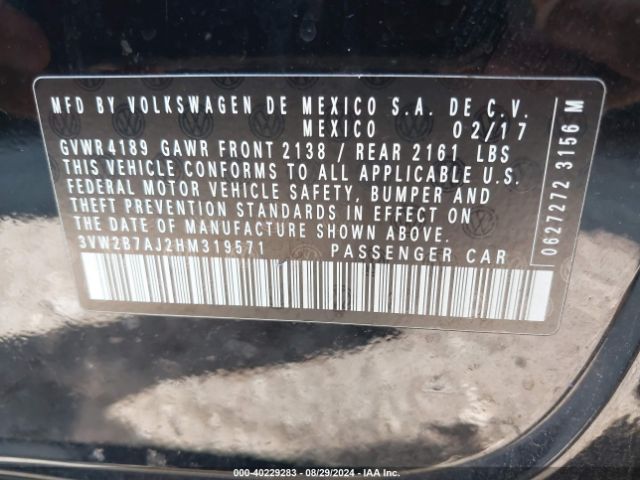 MFD BY VOLKSWAGEN DE MEXICO S.A. DE C.V.
MEXICO 02/17
GVWR4189 GAWR FRONT 2138 / REAR 2161 LBS
THIS VEHICLE CONFORMS TO ALL APPLICABLE U.S.
FEDERAL MOTOR VEHICLE SAFETY, BUMPER AND
THEFT PREVENTION STANDARDS IN EFFECT ON
THE DATE OF MANUFACTURE SHOWN ABOVE.
3VW2B7AJ2HM319571 PASSENGER CAR
0627272 3156 M
000-40229283 - 08/29/2024 - IAA Inc.